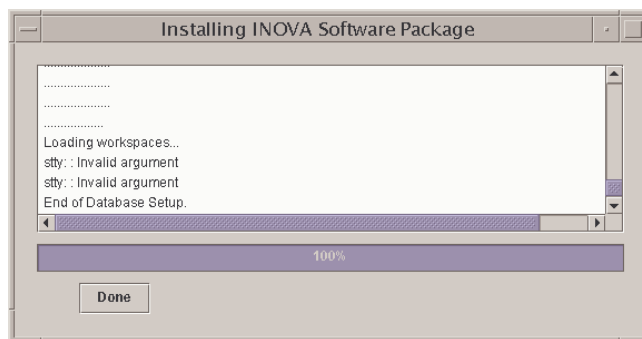 Installing INOVA Software Package
...................
...................
...................
.................
Loading workspaces...
stty: : Invalid argument
stty: : Invalid argument
End of Database Setup.
100%
Done